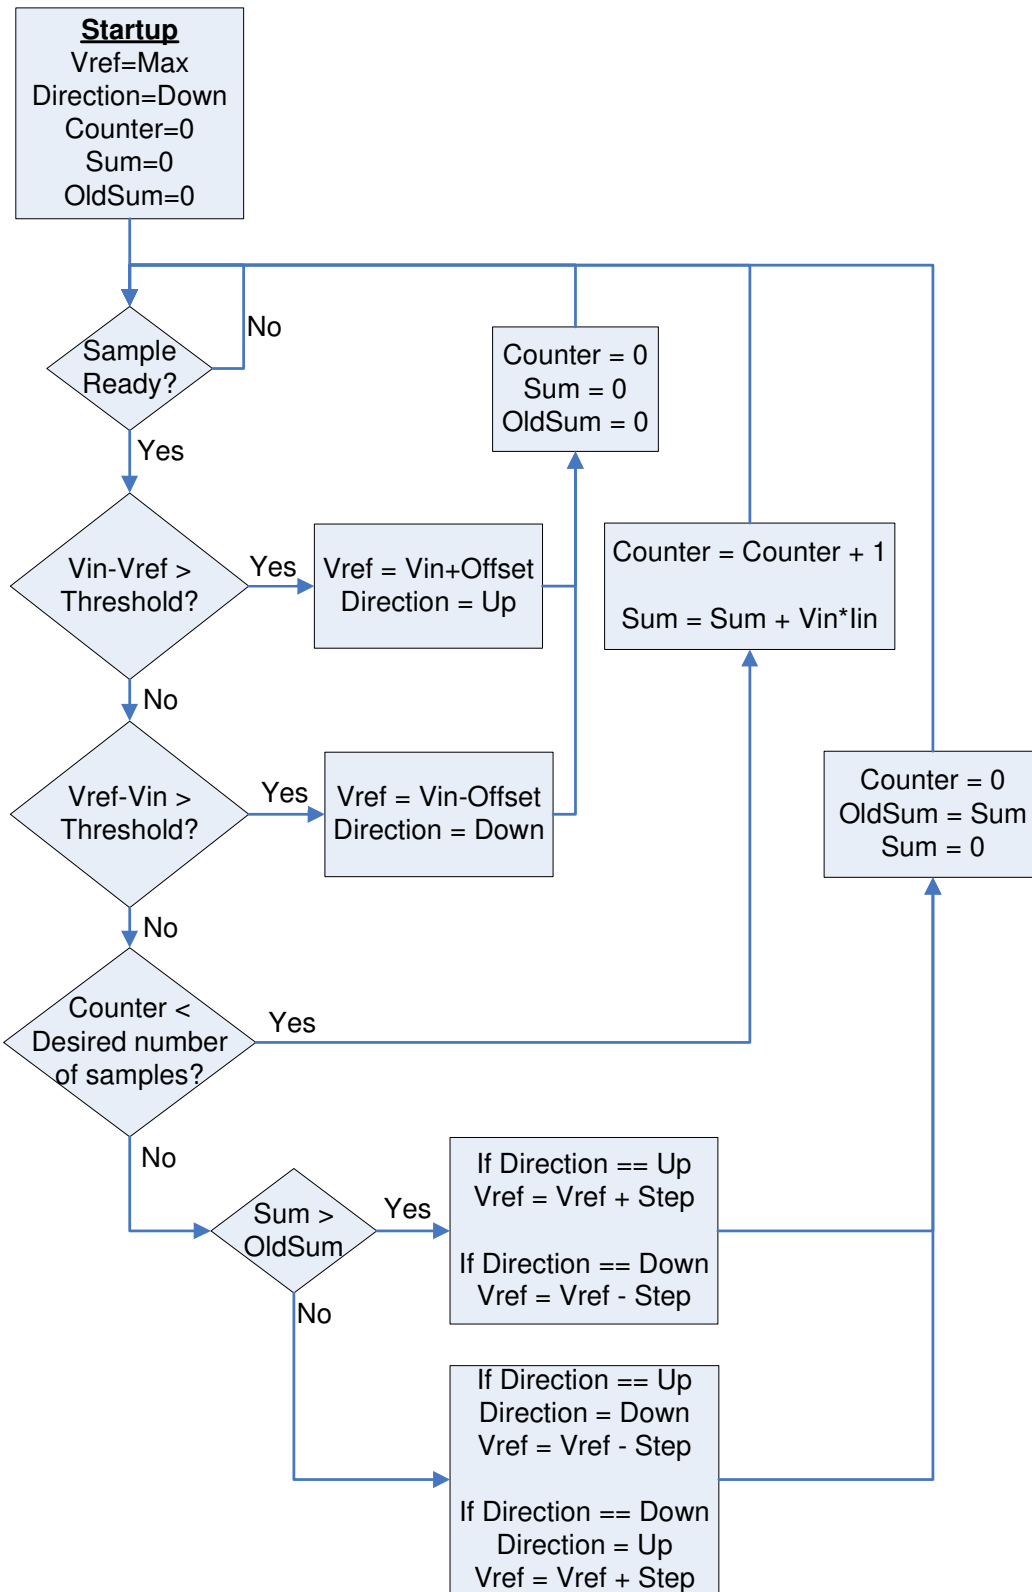 Startup
Vref=Max
Direction=Down
Counter=0
Sum=0
OldSum=0
Sample
Ready?
No
Yes
Counter = 0
Sum = 0
OldSum = 0
Vin-Vref >
Threshold?
Yes
Vref = Vin+Offset
Direction = Up
Counter = Counter + 1
Sum = Sum + Vin*Iin
No
Vref-Vin >
Threshold?
Yes
Vref = Vin-Offset
Direction = Down
Counter = 0
OldSum = Sum
Sum = 0
No
Counter <
Desired number
of samples?
Yes
No
Sum >
OldSum
Yes
If Direction == Up
Vref = Vref + Step
If Direction == Down
Vref = Vref - Step
No
If Direction == Up
Direction = Down
Vref = Vref - Step
If Direction == Down
Direction = Up
Vref = Vref + Step